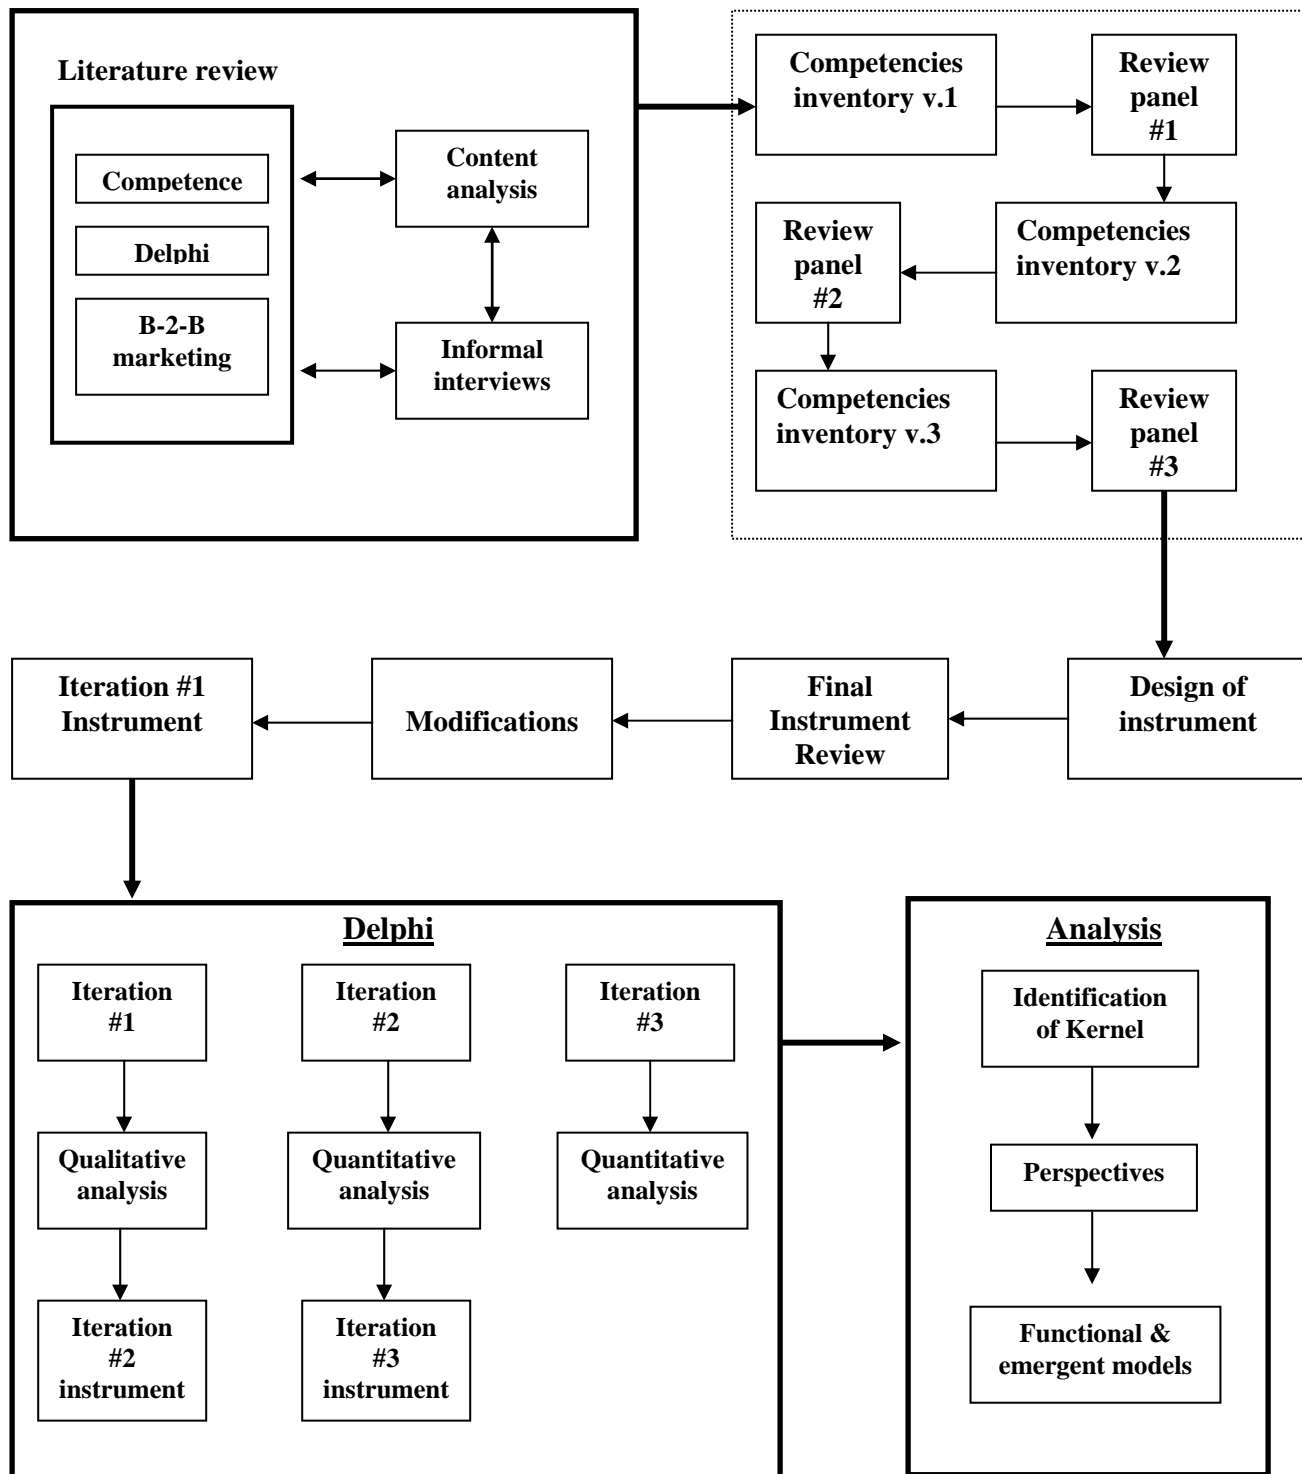 Literature review
Competence
Delphi
B-2-B
marketing
Content
analysis
Informal
interviews
Competencies
inventory v.1
Review
panel
#1
Competencies
inventory v.2
Review
panel
#2
Competencies
inventory v.3
Review
panel
#3
Design of
instrument
Final
Instrument
Review
Modifications
Iteration #1
Instrument
Delphi
Iteration
#1
Qualitative
analysis
Iteration
#2
instrument
Iteration
#2
Quantitative
analysis
Iteration
#3
instrument
Iteration
#3
Quantitative
analysis
Analysis
Identification
of Kernel
Perspectives
Functional &
emergent models